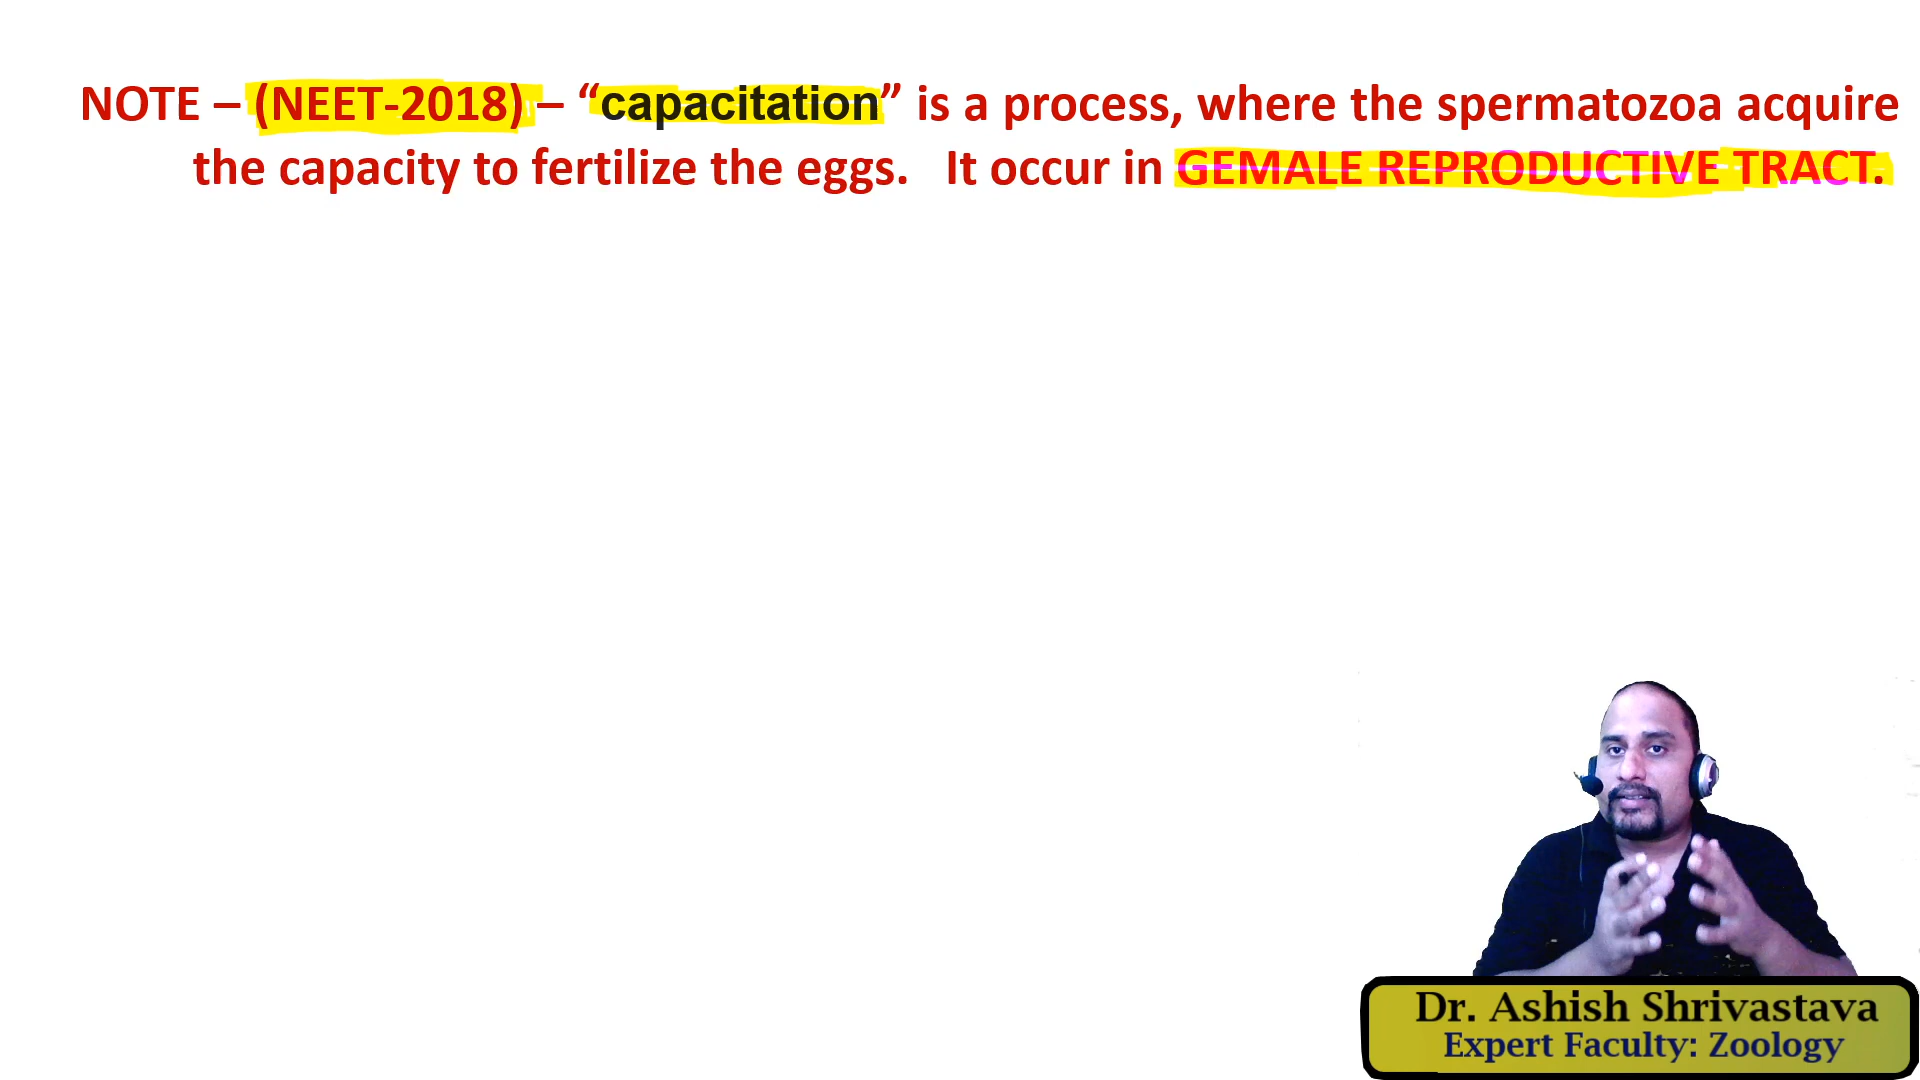 NOTE – (NEET-2018) – “capacitation” is a process, where the spermatozoa acquire
the capacity to fertilize the eggs. It occur in GEMALE REPRODUCTIVE TRACT.
Dr. Ashish Shrivastava
Expert Faculty: Zoology